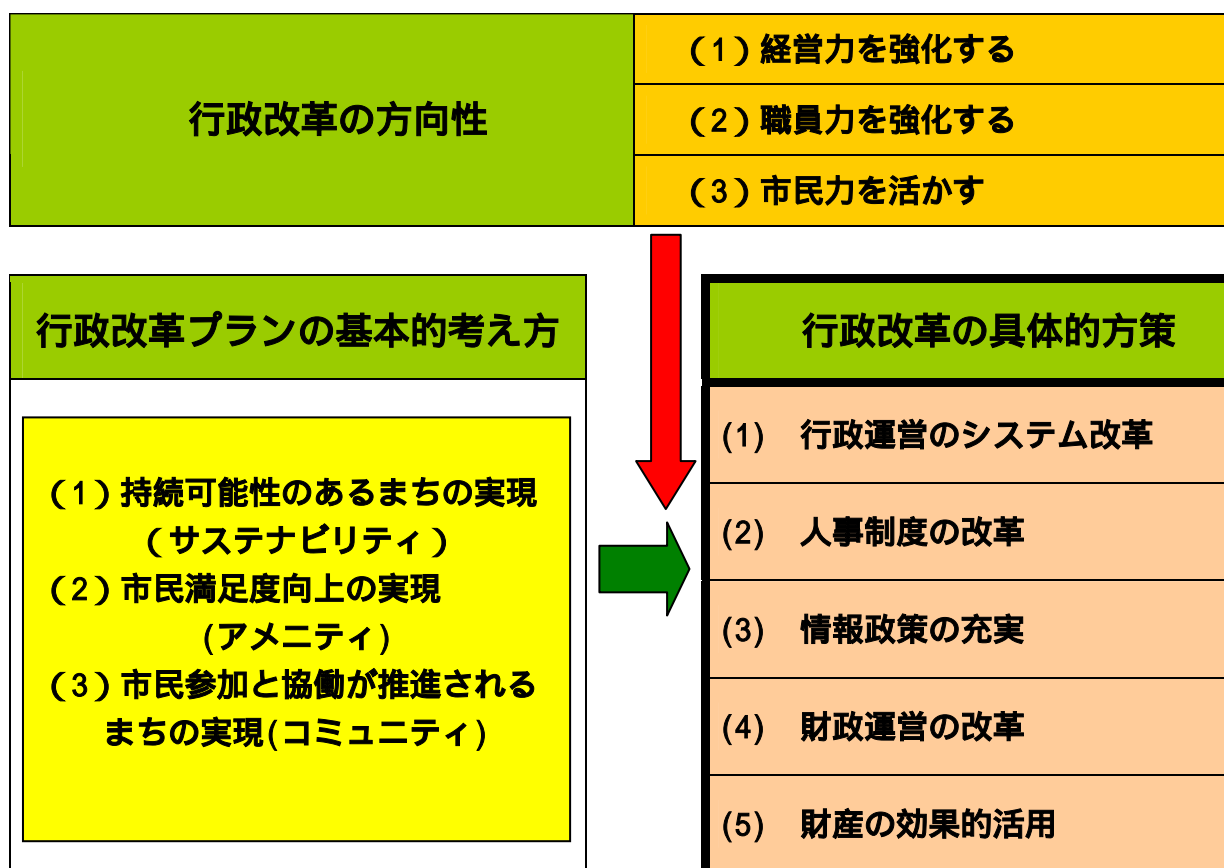 行政改革の方向性
（1）経営力を強化する
（2）職員力を強化する
（3）市民力を活かす
行政改革プランの基本的考え方
（1）持続可能性のあるまちの実現
（サステナビリティ）
（2）市民満足度向上の実現
(アメニティ)
（3）市民参加と協働が推進される
まちの実現(コミュニティ)
行政改革の具体的方策
(1)　行政運営のシステム改革
(2)　人事制度の改革
(3)　情報政策の充実
(4)　財政運営の改革
(5)　財産の効果的活用